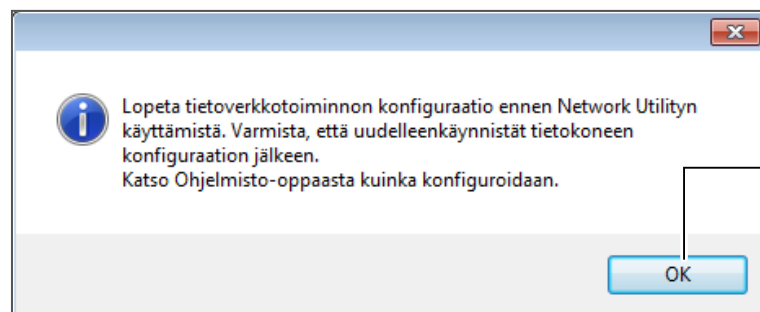 Lopeta tietoverkkotoiminnon konfiguraatio ennen Network Utilityn
käyttämistä. Varmista, että uudelleenkäynnistät tietokoneen
konfiguraation jälkeen.
Katso Ohjelmisto-oppaasta kuinka konfiguroidaan.
OK